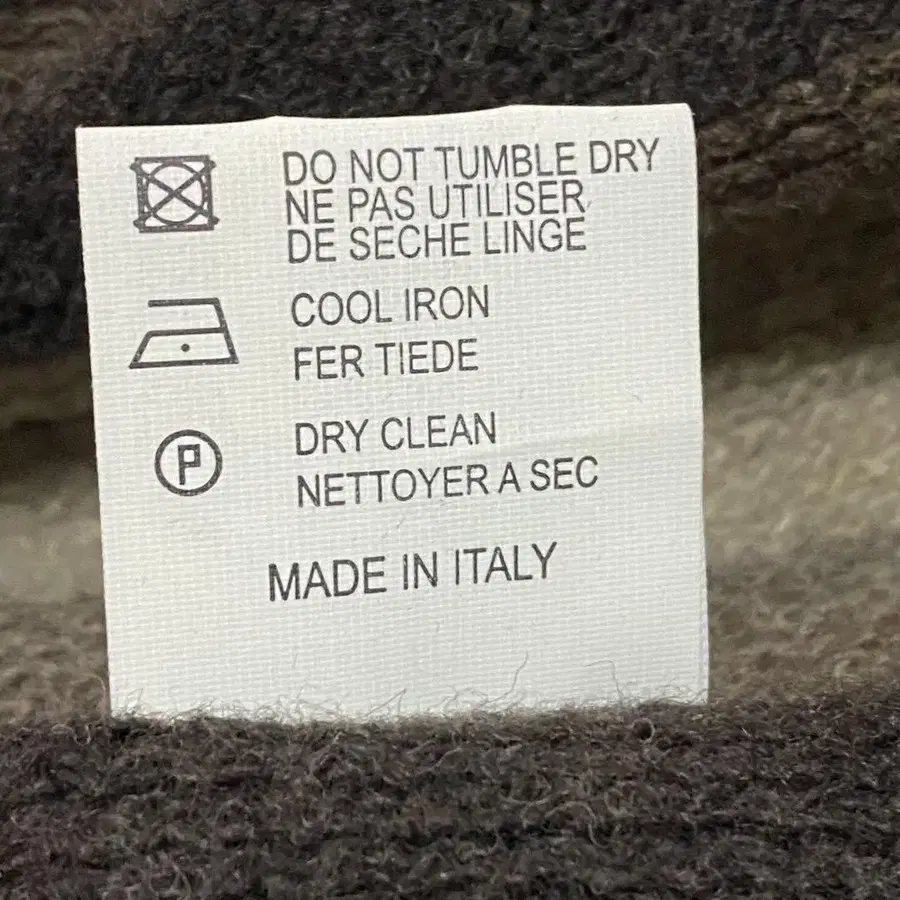 DO NOT TUMBLE DRY
NE PAS UTILISER
DE SECHE LINGE
COOL IRON
FER TIEDE
P
DRY CLEAN
NETTOYER A SEC
MADE IN ITALY